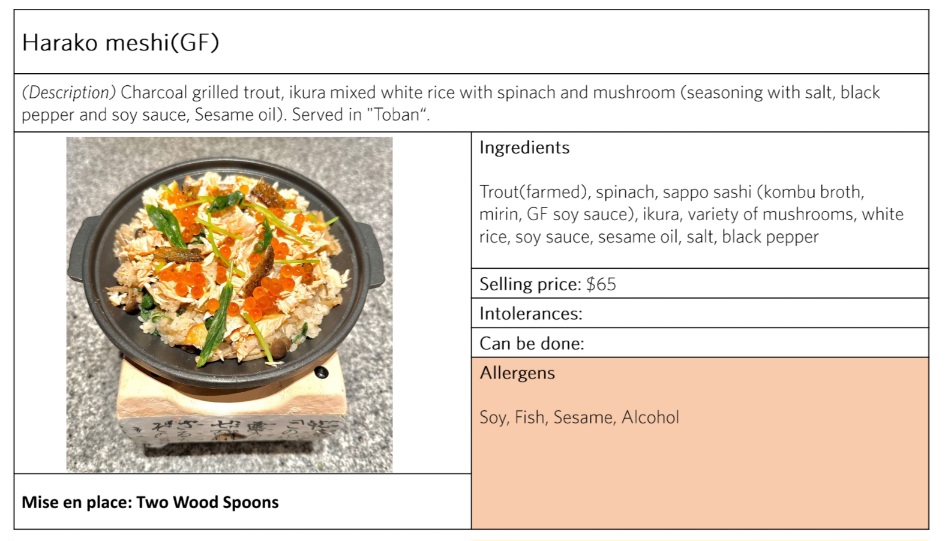 Harako meshi(GF)
(Description) Charcoal grilled trout, ikura mixed white rice with spinach and mushroom (seasoning with salt, black
pepper and soy sauce, Sesame oil). Served in "Toban“.
Ingredients
Trout(farmed), spinach, sappo sashi (kombu broth,
mirin, GF soy sauce), ikura, variety of mushrooms, white
rice, soy sauce, sesame oil, salt, black pepper
Selling price: $65
Intolerances:
Can be done:
Allergens
Soy, Fish, Sesame, Alcohol
Mise en place: Two Wood Spoons